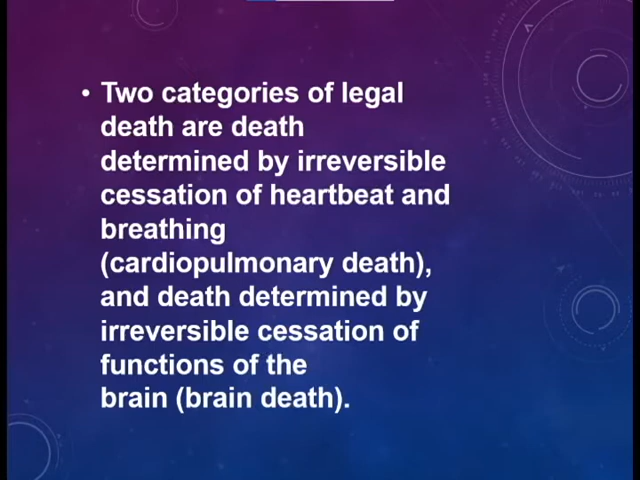 • Two categories of legal
death are death
determined by irreversible
cessation of heartbeat and
breathing
(cardiopulmonary death),
and death determined by
irreversible cessation of
functions of the
brain (brain death).